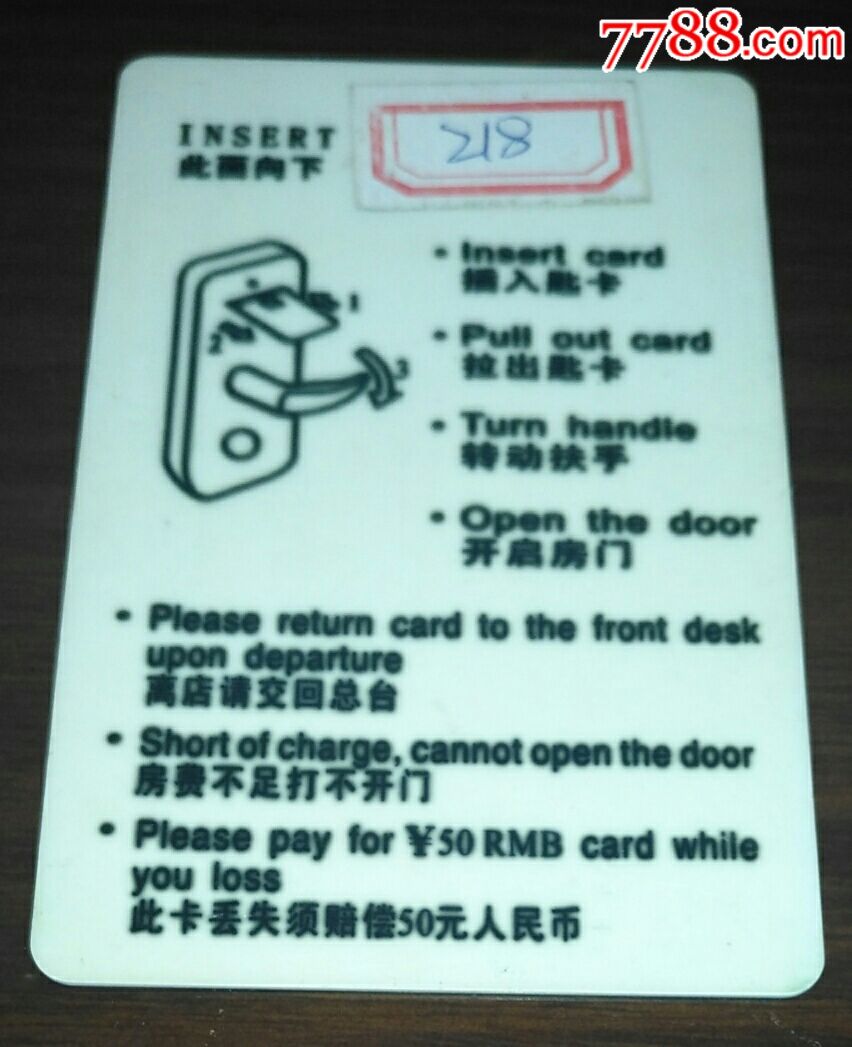 7788.com
INSERT
此面向下
218
• Insert card
插入匙卡
• Pull out card
拉出匙卡
• Turn handle
转动扶手
• Open the door
开启房门
1
2
3
• Please return card to the front desk
upon departure
离店请交回总台
• Short of charge, cannot open the door
房费不足打不开门
• Please pay for ¥50 RMB card while
you loss
此卡丢失须赔偿50元人民币